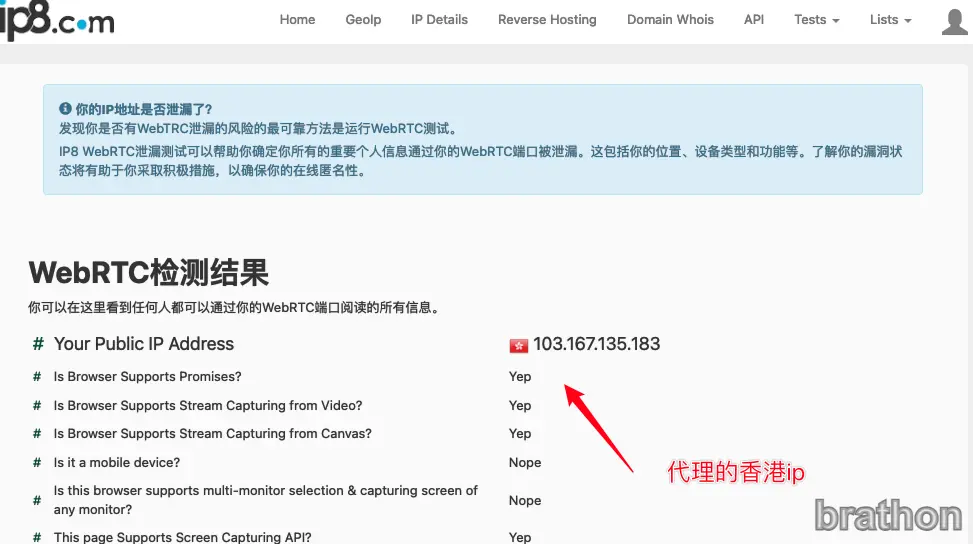 ip8.com
Home GeoIp IP Details Reverse Hosting Domain Whois API Tests Lists
你的IP地址是否泄漏了?
发现你是否有WebTRC泄漏的风险的最可靠方法是运行WebRTC测试。
IP8 WebRTC泄漏测试可以帮助你确定你所有的重要个人信息通过你的WebRTC端口被泄漏。这包括你的位置、设备类型和功能等。了解你的漏洞状
态将有助于你采取积极措施，以确保你的在线匿名性。
WebRTC检测结果
你可以在这里看到任何人都可以通过你的WebRTC端口阅读的所有信息。
# Your Public IP Address 103.167.135.183
# Is Browser Supports Promises? Yep
# Is Browser Supports Stream Capturing from Video? Yep
# Is Browser Supports Stream Capturing from Canvas? Yep
# Is it a mobile device? Nope
代理的香港ip
# Is this browser supports multi-monitor selection & capturing screen of
any monitor? Nope
# This page Supports Screen Capturing API? Yep
brathon